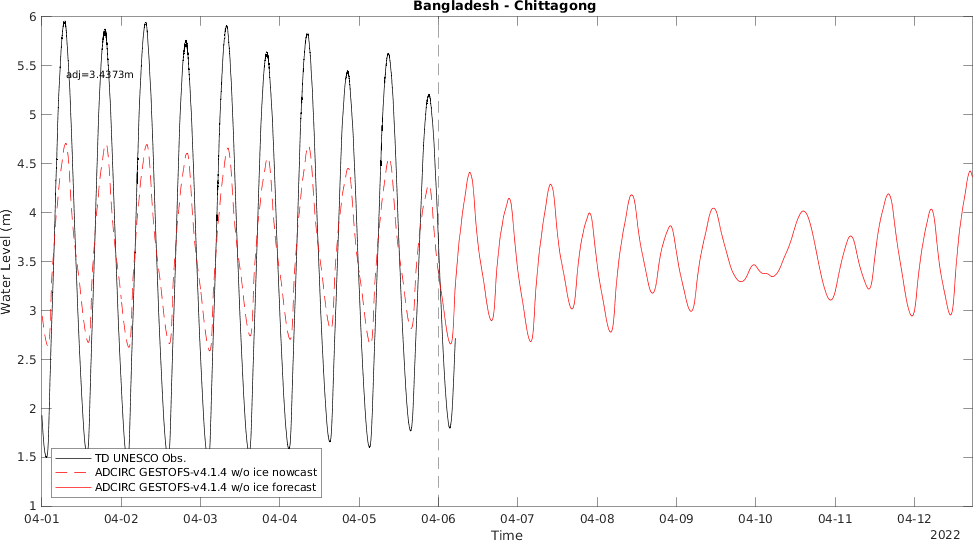 Bangladesh - Chittagong
6
5.5
adj=3.4373m
5
4.5
4
3.5
3
2.5
2
1.5
1
Water Level (m)
TD UNESCO Obs.
ADCIRC GESTOFS-v4.1.4 w/o ice nowcast
ADCIRC GESTOFS-v4.1.4 w/o ice forecast
04-01 04-02 04-03 04-04 04-05 04-06 04-07 04-08 04-09 04-10 04-11 04-12
Time
2022